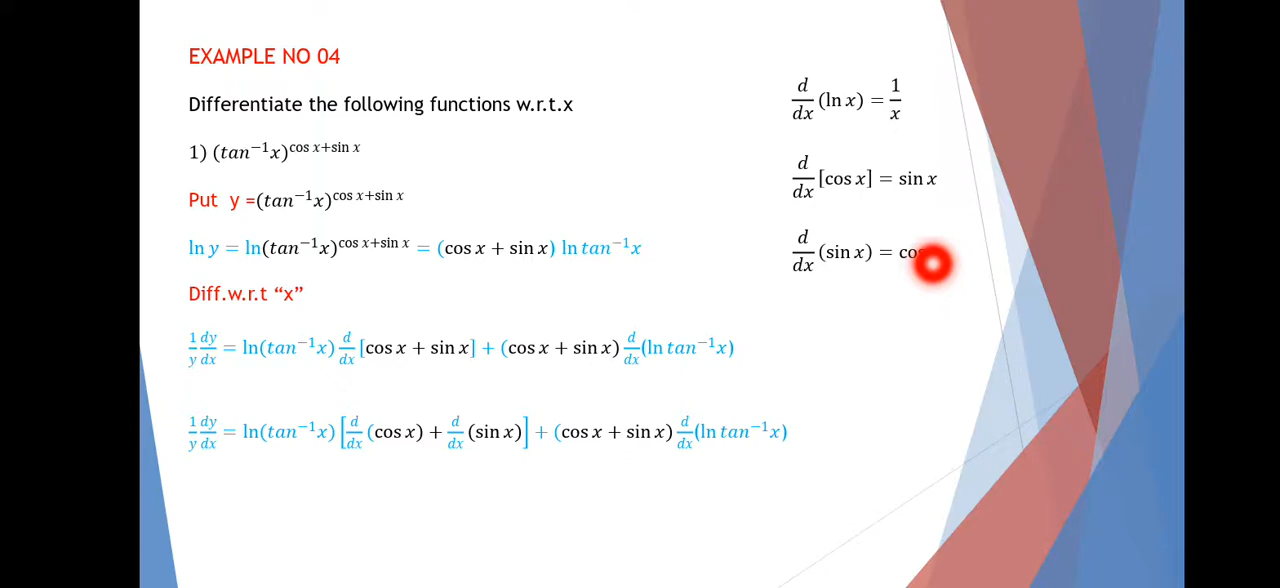 EXAMPLE NO 04
Differentiate the following functions w.r.t.x
1) (tan⁻¹x)^(cos x+sin x)
Put y =(tan⁻¹x)^(cos x+sin x)
ln y = ln(tan⁻¹x)^(cos x+sin x) = (cos x + sin x) ln tan⁻¹x
Diff.w.r.t “x”
1/y dy/dx = ln(tan⁻¹x) d/dx [cos x + sin x] + (cos x + sin x) d/dx (ln tan⁻¹x)
1/y dy/dx = ln(tan⁻¹x) [d/dx (cos x) + d/dx (sin x)] + (cos x + sin x) d/dx (ln tan⁻¹x)
d/dx (ln x) = 1/x
d/dx [cos x] = sin x
d/dx (sin x) =